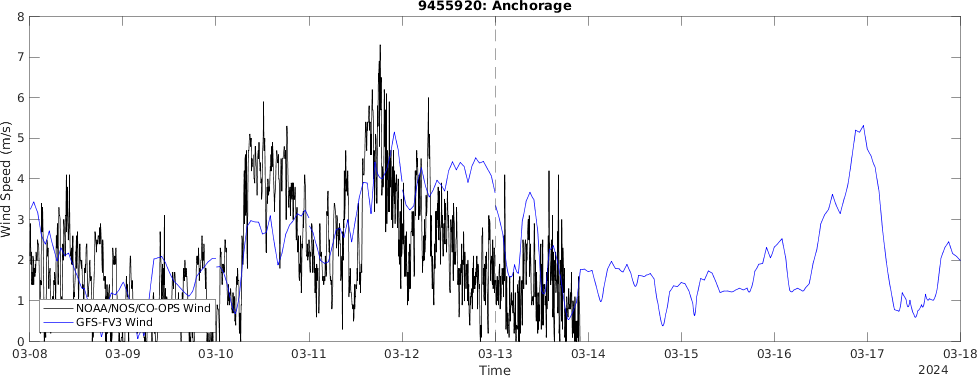 9455920: Anchorage
8
7
6
5
4
3
2
1
0
Wind Speed (m/s)
NOAA/NOS/CO-OPS Wind
GFS-FV3 Wind
03-08 03-09 03-10 03-11 03-12 03-13 03-14 03-15 03-16 03-17 03-18
Time
2024